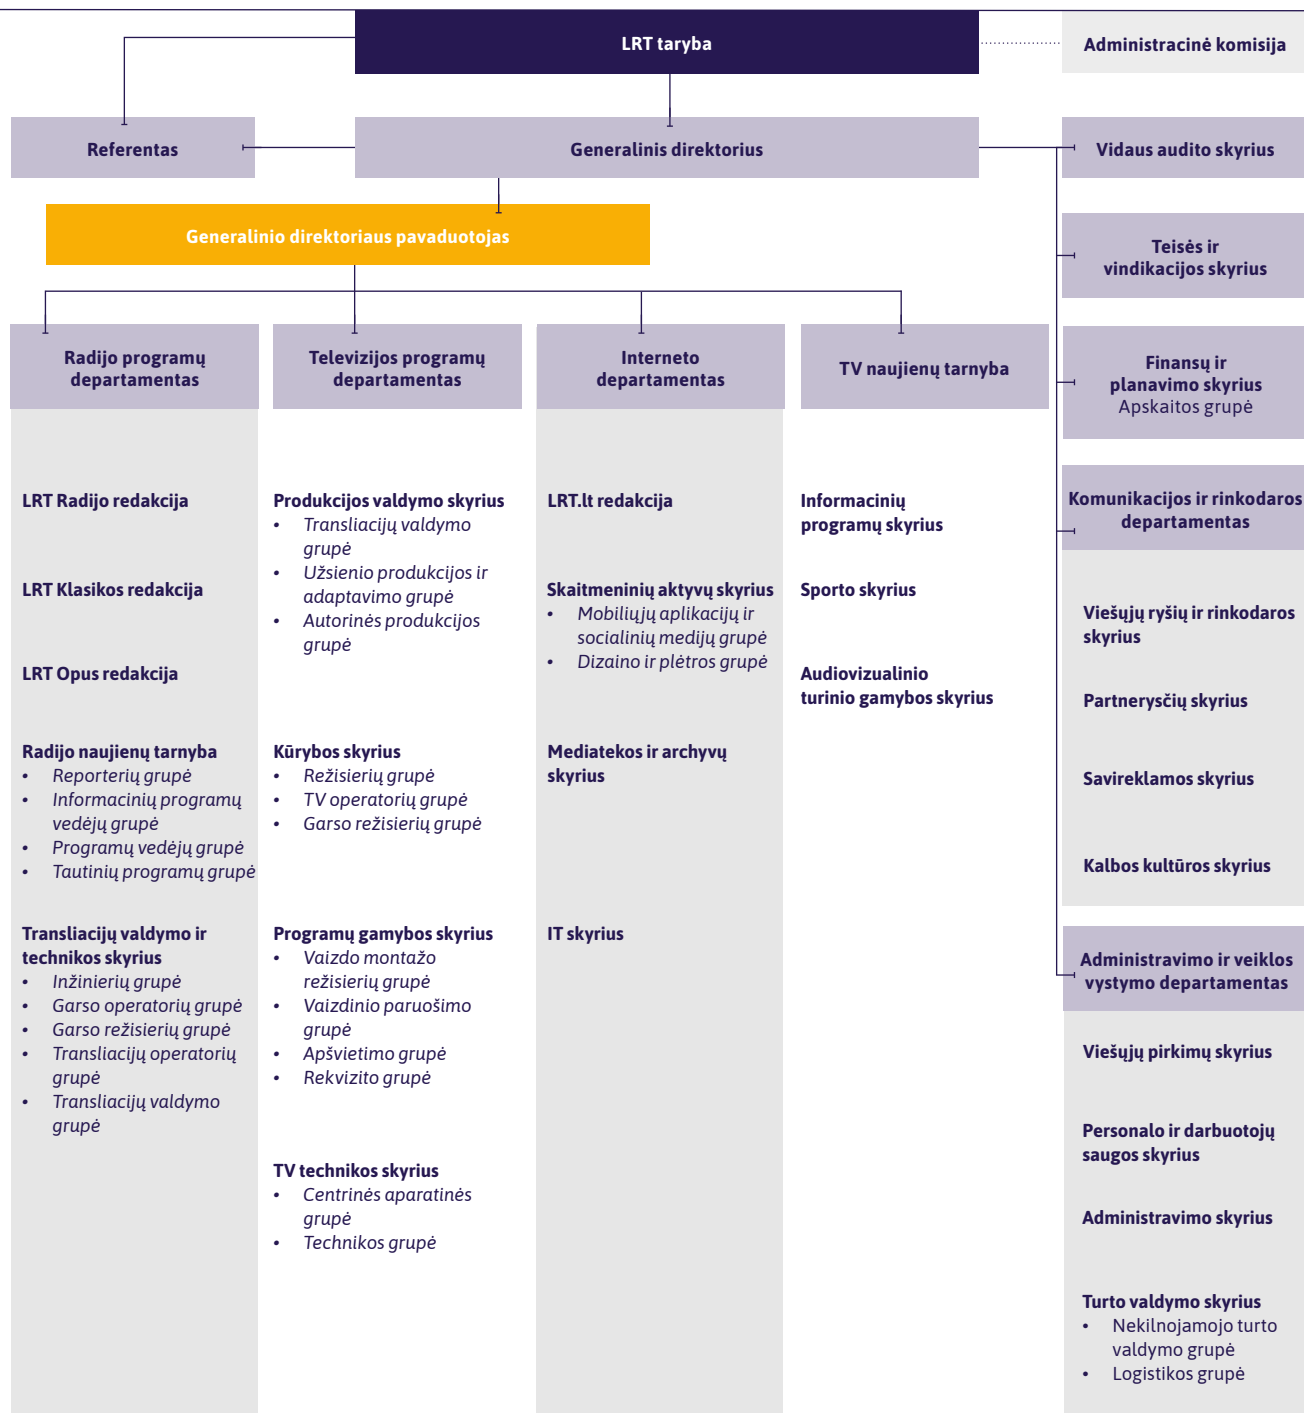 LRT taryba
Administracinė komisija
Referentas
Generalinis direktorius
Vidaus audito skyrius
Generalinio direktoriaus pavaduotojas
Teisės ir
vindikacijos skyrius
Radijo programų
departamentas
Televizijos programų
departamentas
Interneto
departamentas
TV naujienų tarnyba
Finansų ir
planavimo skyrius
Apskaitos grupė
LRT Radijo redakcija
LRT Klasikos redakcija
LRT Opus redakcija
Radijo naujienų tarnyba
• Reporterių grupė
• Informacinių programų
vedėjų grupė
• Programų vedėjų grupė
• Tautinių programų grupė
Transliacijų valdymo ir
technikos skyrius
• Inžinierių grupė
• Garso operatorių grupė
• Garso režisierių grupė
• Transliacijų operatorių
grupė
• Transliacijų valdymo
grupė
Produkcijos valdymo skyrius
• Transliacijų valdymo
grupė
• Užsienio produkcijos ir
adaptavimo grupė
• Autorinės produkcijos
grupė
Kūrybos skyrius
• Režisierių grupė
• TV operatorių grupė
• Garso režisierių grupė
Programų gamybos skyrius
• Vaizdo montažo
režisierių grupė
• Vaizdinio paruošimo
grupė
• Apšvietimo grupė
• Rekvizito grupė
TV technikos skyrius
• Centrinės aparatinės
grupė
• Technikos grupė
LRT.lt redakcija
Skaitmeninių aktyvų skyrius
• Mobiliųjų aplikacijų ir
socialinių medijų grupė
• Dizaino ir plėtros grupė
Mediatekos ir archyvų
skyrius
IT skyrius
Informacinių
programų skyrius
Sporto skyrius
Audiovizualinio
turinio gamybos skyrius
Komunikacijos ir rinkodaros
departamentas
Viešųjų ryšių ir rinkodaros
skyrius
Partnerysčių skyrius
Savireklamos skyrius
Kalbos kultūros skyrius
Administravimo ir veiklos
vystymo departamentas
Viešųjų pirkimų skyrius
Personalo ir darbuotojų
saugos skyrius
Administravimo skyrius
Turto valdymo skyrius
• Nekilnojamojo turto
valdymo grupė
• Logistikos grupė